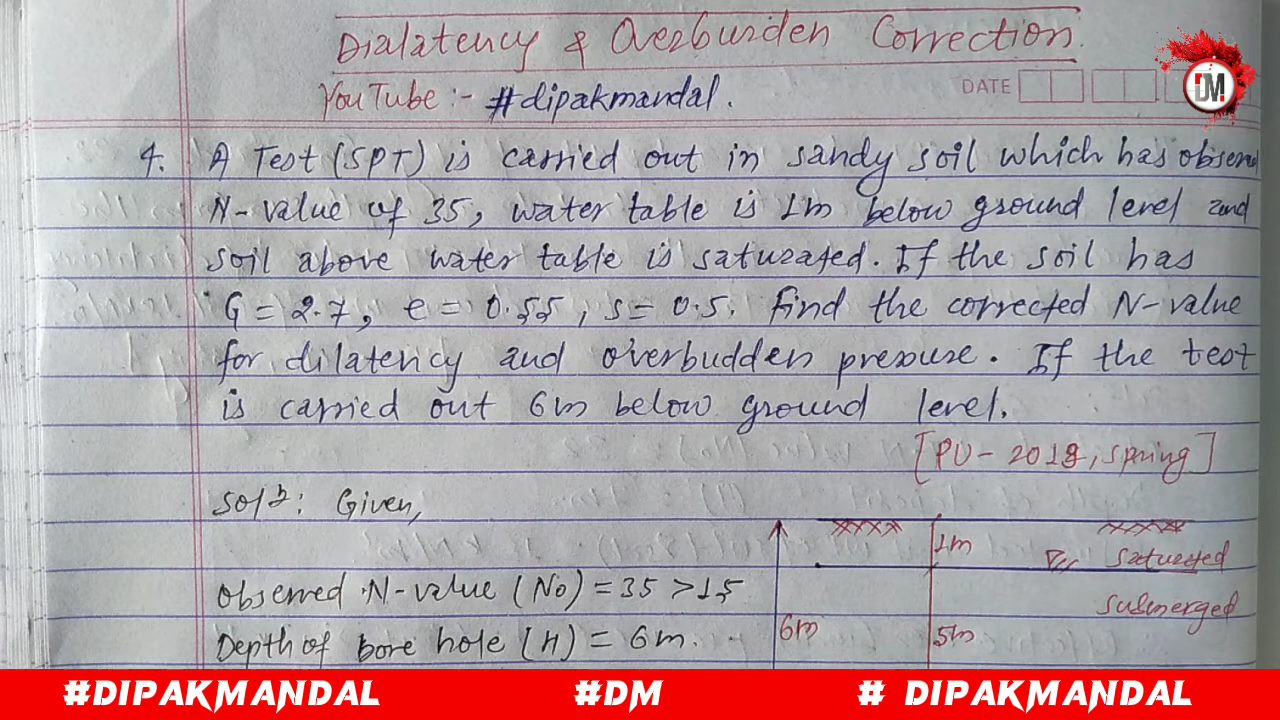 Dialatency & Overburden Correction.
YouTube :- #dipakmandal.
DATE
DM
4. A Test (SPT) is carried out in sandy soil which has observ
N-value of 35, water table is 1m below ground level and
soil above water table is saturated. If the soil has
G = 2.7, e = 0.55, s = 0.5. Find the corrected N-value
for dilatency and overbudden presure. If the test
is carried out 6m below ground level.
[PU - 2018, spring]
Solⁿ: Given,
1m
saturated
Observed N-value (No) = 35 > 15
submerged
Depth of bore hole (H) = 6m.
6m
5m
#DIPAKMANDAL #DM # DIPAKMANDAL